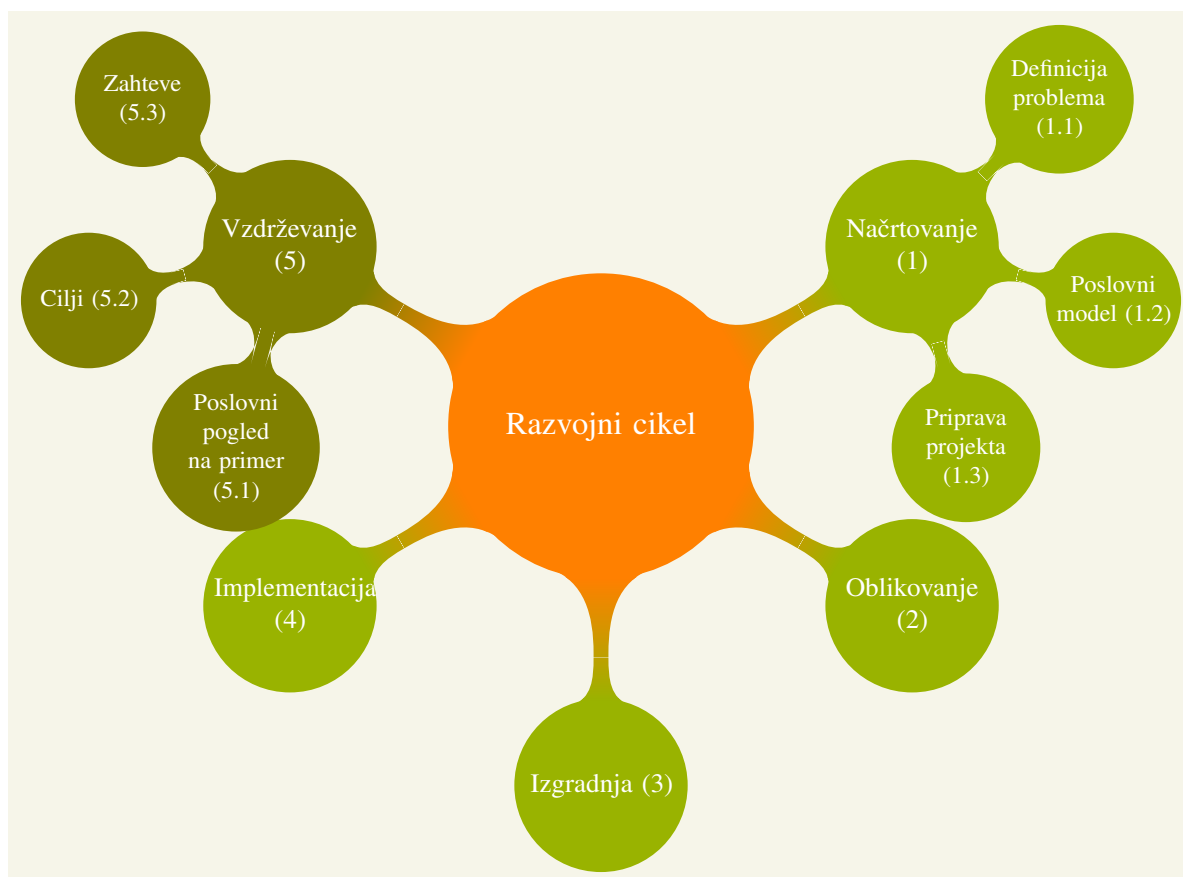 Razvojni cikel
Načrtovanje
(1)
Definicija
problema
(1.1)
Poslovni
model (1.2)
Priprava
projekta
(1.3)
Oblikovanje
(2)
Izgradnja (3)
Implementacija
(4)
Vzdrževanje
(5)
Poslovni
pogled
na primer
(5.1)
Cilji (5.2)
Zahteve
(5.3)